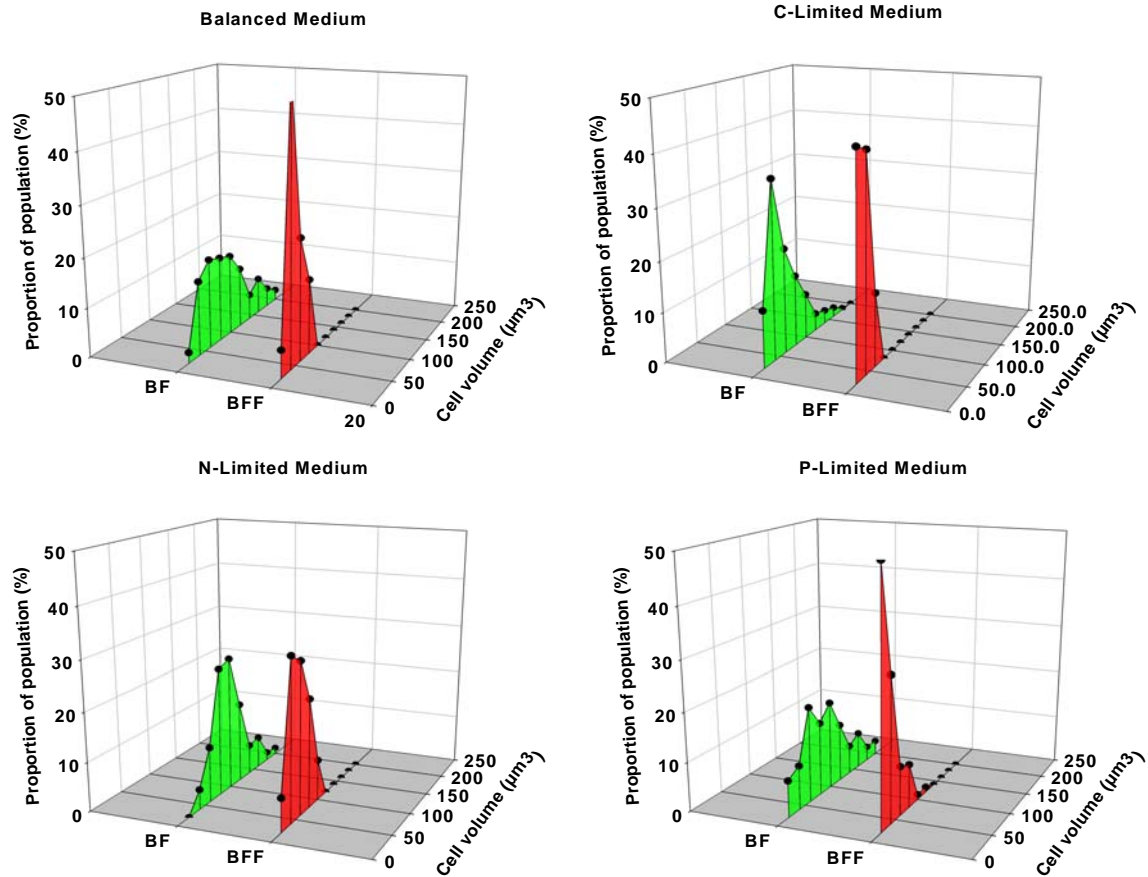 Balanced Medium
Proportion of population (%)
50
40
30
20
10
0
BF
BFF
20
0
50
100
150
200
250
Cell volume (µm3)
C-Limited Medium
Proportion of population (%)
50
40
30
20
10
0
BF
BFF
0.0
50.0
100.0
150.0
200.0
250.0
Cell volume (µm3)
N-Limited Medium
Proportion of population (%)
50
40
30
20
10
0
BF
BFF
0
50
100
150
200
250
Cell volume (µm3)
P-Limited Medium
Proportion of population (%)
50
40
30
20
10
0
BF
BFF
0
50
100
150
200
250
Cell volume (µm3)